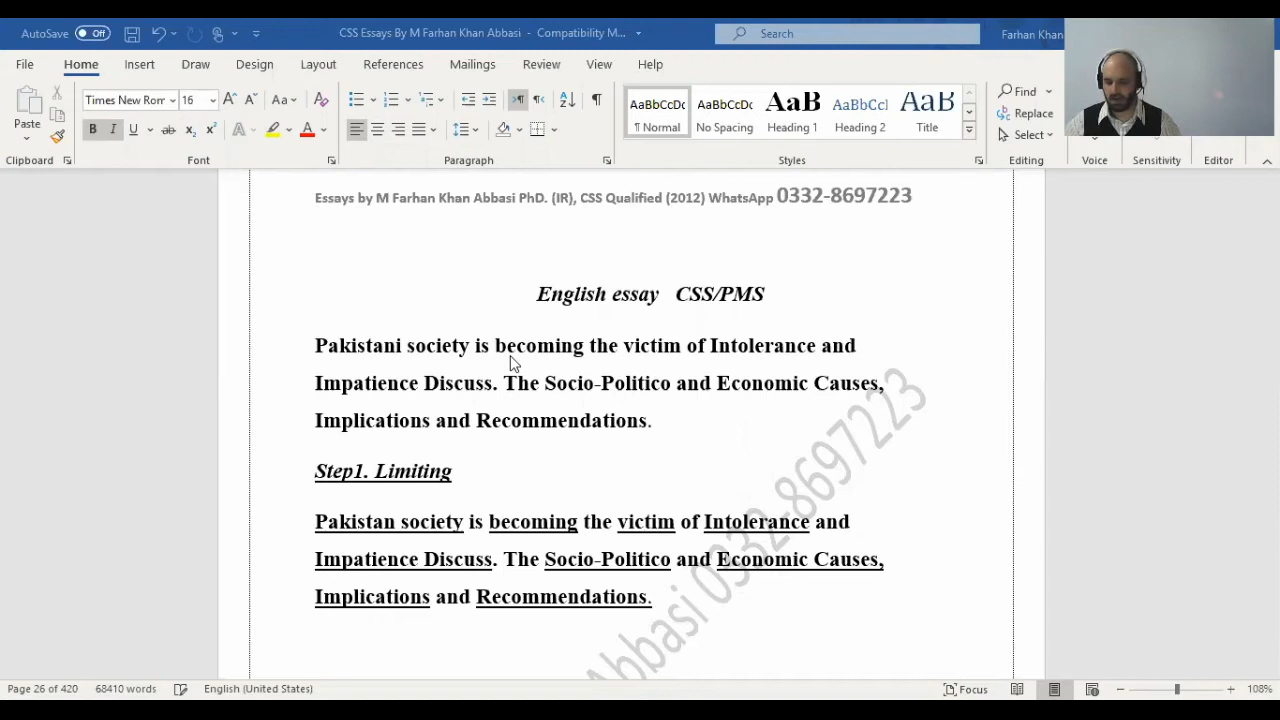 AutoSave Off CSS Essays By M Farhan Khan Abbasi - Compatibility M... Search Farhan Khan
File Home Insert Draw Design Layout References Mailings Review View Help
Paste Times New Rorr 16 Aa AaBbCcDc AaBbCcDc AaB AaBbCcl AaB Find
¶ Normal No Spacing Heading 1 Heading 2 Title Replace
Select
Clipboard Font Paragraph Styles Editing Voice Sensitivity Editor
Essays by M Farhan Khan Abbasi PhD. (IR), CSS Qualified (2012) WhatsApp 0332-8697223
English essay CSS/PMS
Pakistani society is becoming the victim of Intolerance and
Impatience Discuss. The Socio-Politico and Economic Causes,
Implications and Recommendations.
Step1. Limiting
Pakistan society is becoming the victim of Intolerance and
Impatience Discuss. The Socio-Politico and Economic Causes,
Implications and Recommendations.
Abbasi 0332-8697223
Page 26 of 420 68410 words English (United States) Focus 108%